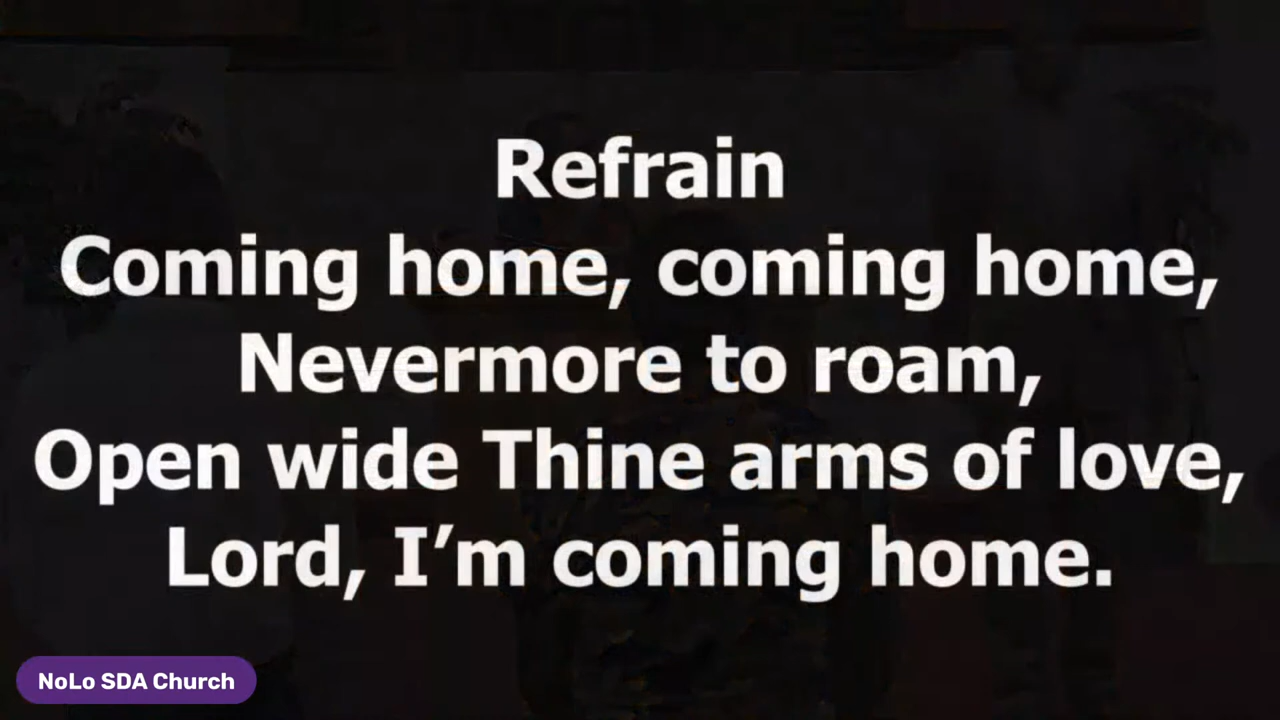 Refrain
Coming home, coming home,
Nevermore to roam,
Open wide Thine arms of love,
Lord, I’m coming home.
NoLo SDA Church